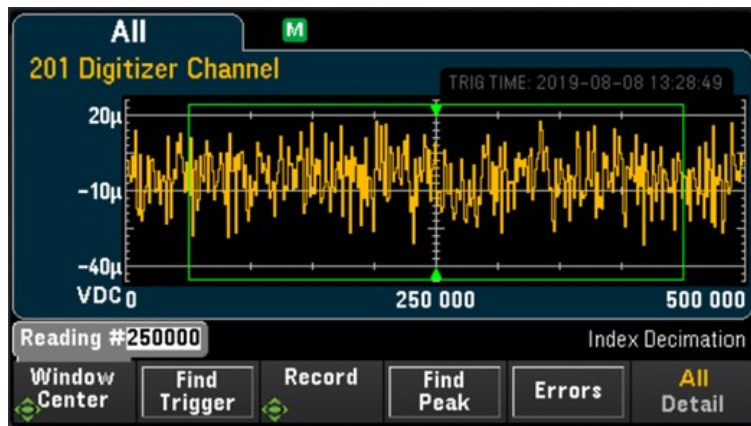 All
M
201 Digitizer Channel
TRIG TIME: 2019-08-08 13:28:49
20µ
-10µ
-40µ
VDC 0 250 000 500 000
Reading #250000 Index Decimation
Window Center
Find Trigger
Record
Find Peak
Errors
All Detail